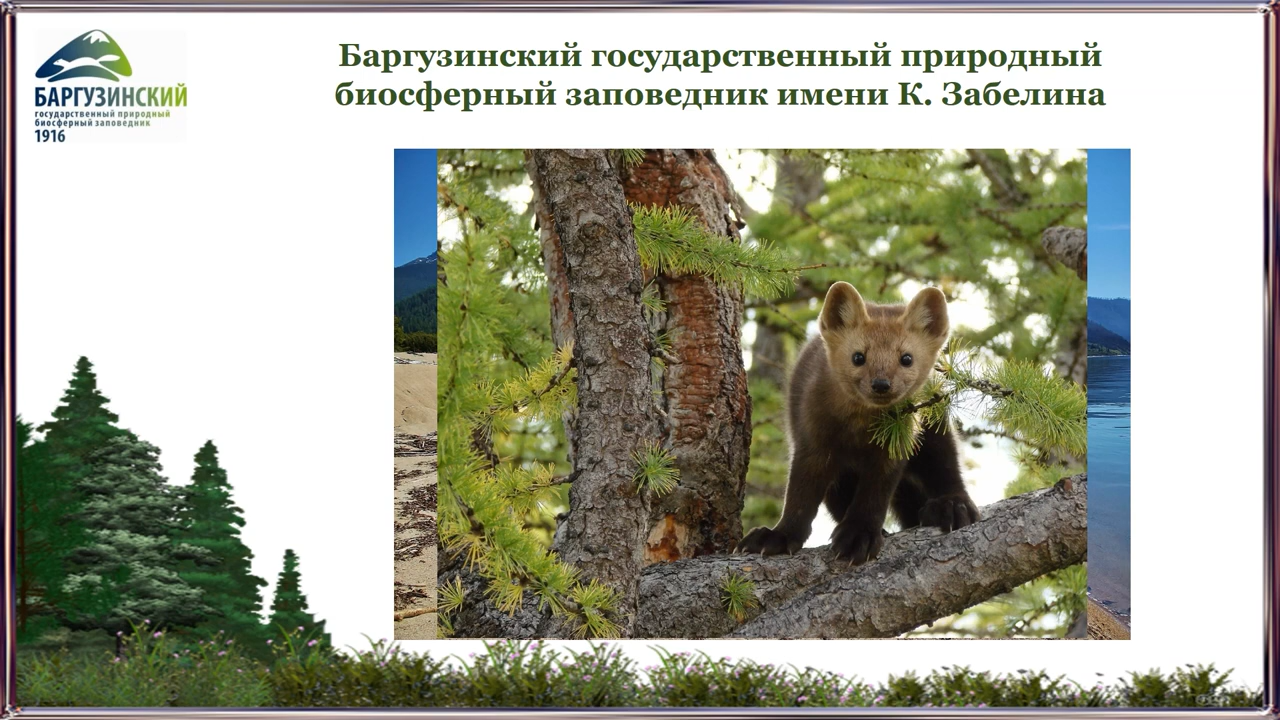 Баргузинский государственный природный
биосферный заповедник имени К. Забелина
БАРГУЗИНСКИЙ
государственный природный
биосферный заповедник
1916